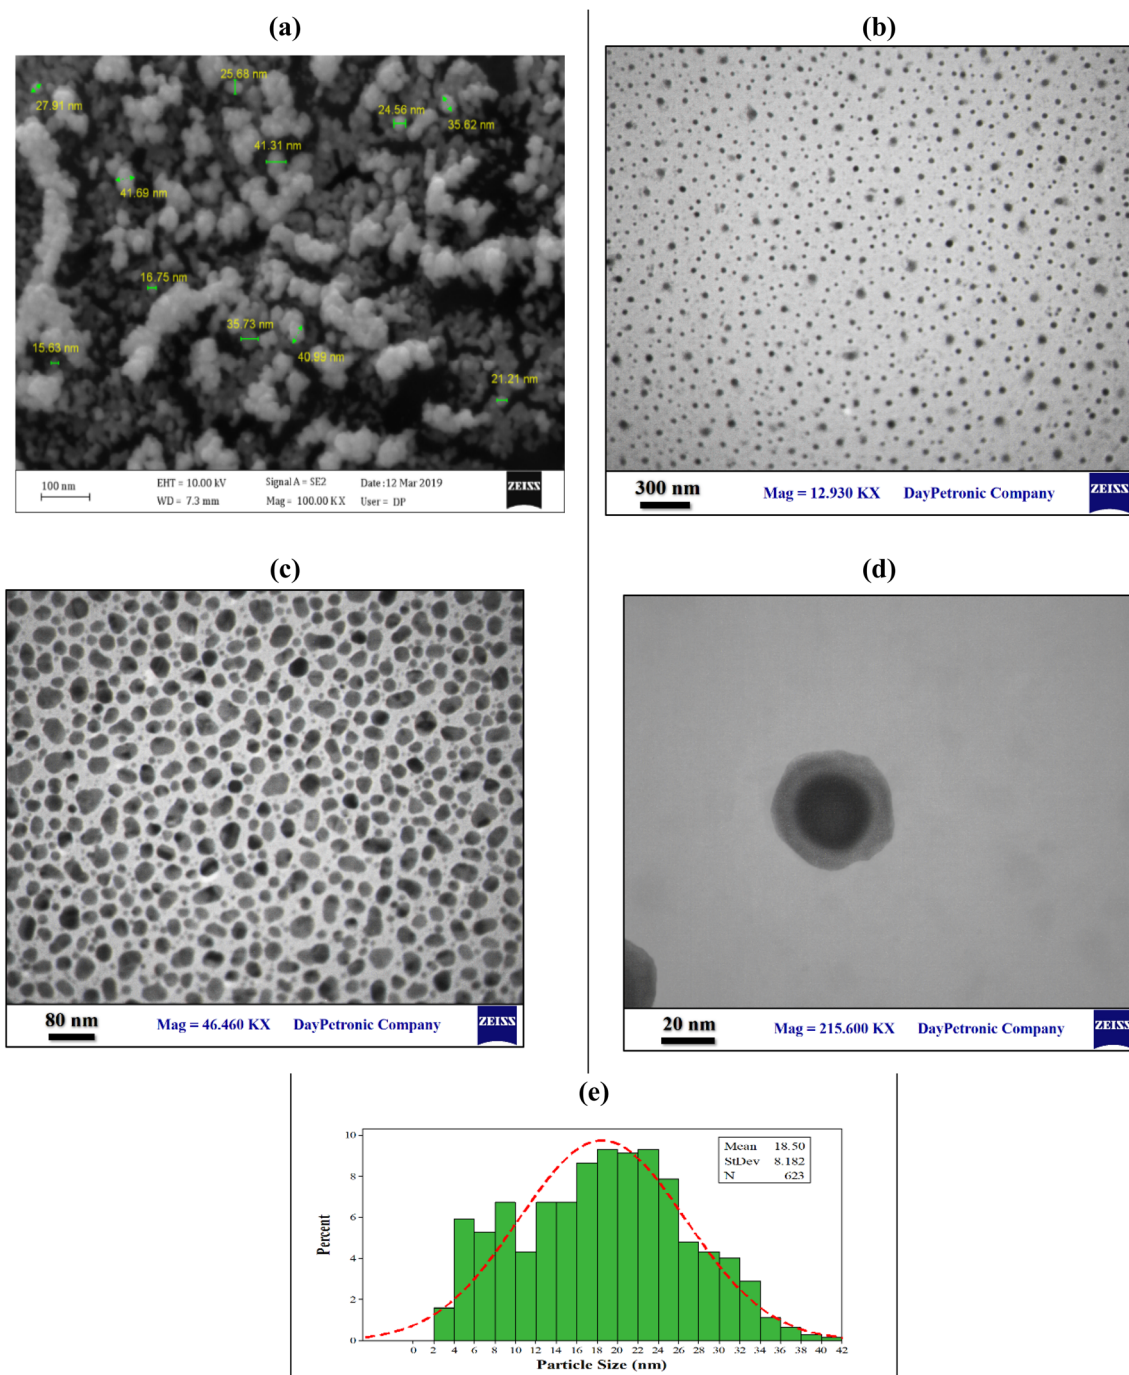 (a)
25.68 nm
27.91 nm
24.56 nm
35.62 nm
41.31 nm
41.69 nm
16.75 nm
35.73 nm
40.99 nm
15.63 nm
21.21 nm
100 nm
EHT = 10.00 kV
Signal A = SE2
Date :12 Mar 2019
WD = 7.3 mm
Mag = 100.00 K X
User = DP
ZEISS
(b)
300 nm
Mag = 12.930 KX
DayPetronic Company
ZEISS
(c)
80 nm
Mag = 46.460 KX
DayPetronic Company
ZEISS
(d)
20 nm
Mag = 215.600 KX
DayPetronic Company
ZEISS
(e)
Mean 18.50
StDev 8.182
N 623
10
8
6
4
2
0
Percent
0 2 4 6 8 10 12 14 16 18 20 22 24 26 28 30 32 34 36 38 40 42
Particle Size (nm)